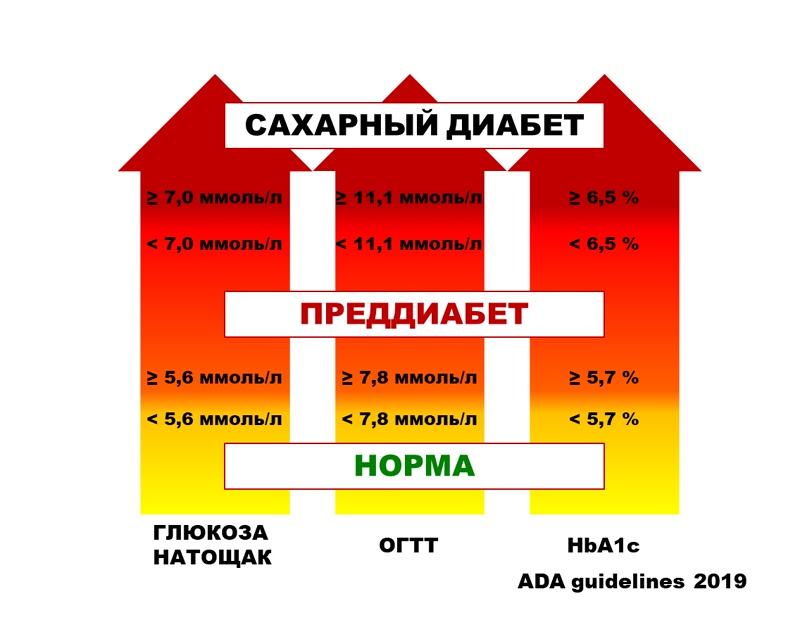 САХАРНЫЙ ДИАБЕТ
≥ 7,0 ммоль/л ≥ 11,1 ммоль/л ≥ 6,5 %
< 7,0 ммоль/л < 11,1 ммоль/л < 6,5 %
ПРЕДДИАБЕТ
≥ 5,6 ммоль/л ≥ 7,8 ммоль/л ≥ 5,7 %
< 5,6 ммоль/л < 7,8 ммоль/л < 5,7 %
НОРМА
ГЛЮКОЗА
НАТОЩАК
ОГТТ
HbA1c
ADA guidelines 2019